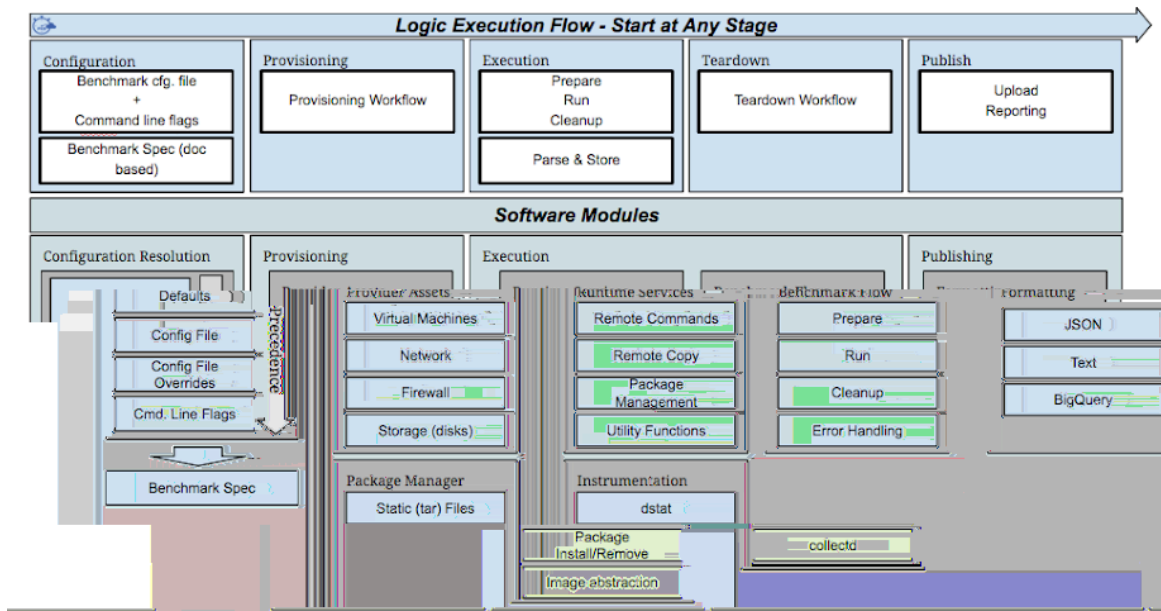 Logic Execution Flow - Start at Any Stage
Configuration
Benchmark cfg. file
+
Command line flags
Benchmark Spec (doc
based)
Provisioning
Provisioning Workflow
Execution
Prepare
Run
Cleanup
Parse & Store
Teardown
Teardown Workflow
Publish
Upload
Reporting
Software Modules
Configuration Resolution
Defaults
Config File
Config File
Overrides
Cmd. Line Flags
Precedence
Benchmark Spec
Provisioning
Provider Assets
Virtual Machines
Network
Firewall
Storage (disks)
Package Manager
Static (tar) Files
Package
Install/Remove
Image abstraction
Execution
Runtime Services
Remote Commands
Remote Copy
Package
Management
Utility Functions
Instrumentation
dstat
collectd
Benchmark Flow
Prepare
Run
Cleanup
Error Handling
Publishing
Formatting
JSON
Text
BigQuery